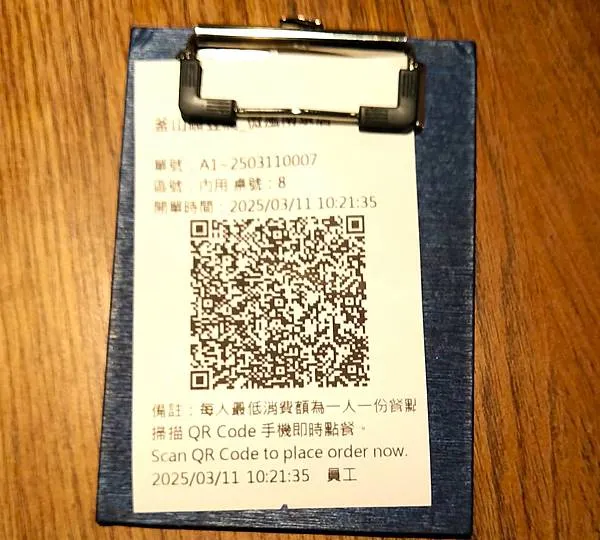 釜山
單號：A1-2503110007
區號：內用 桌號：8
開單時間：2025/03/11 10:21:35
備註：每人最低消費額為一人一份餐點
掃描 QR Code 手機即時點餐。
Scan QR Code to place order now.
2025/03/11 10:21:35 員工